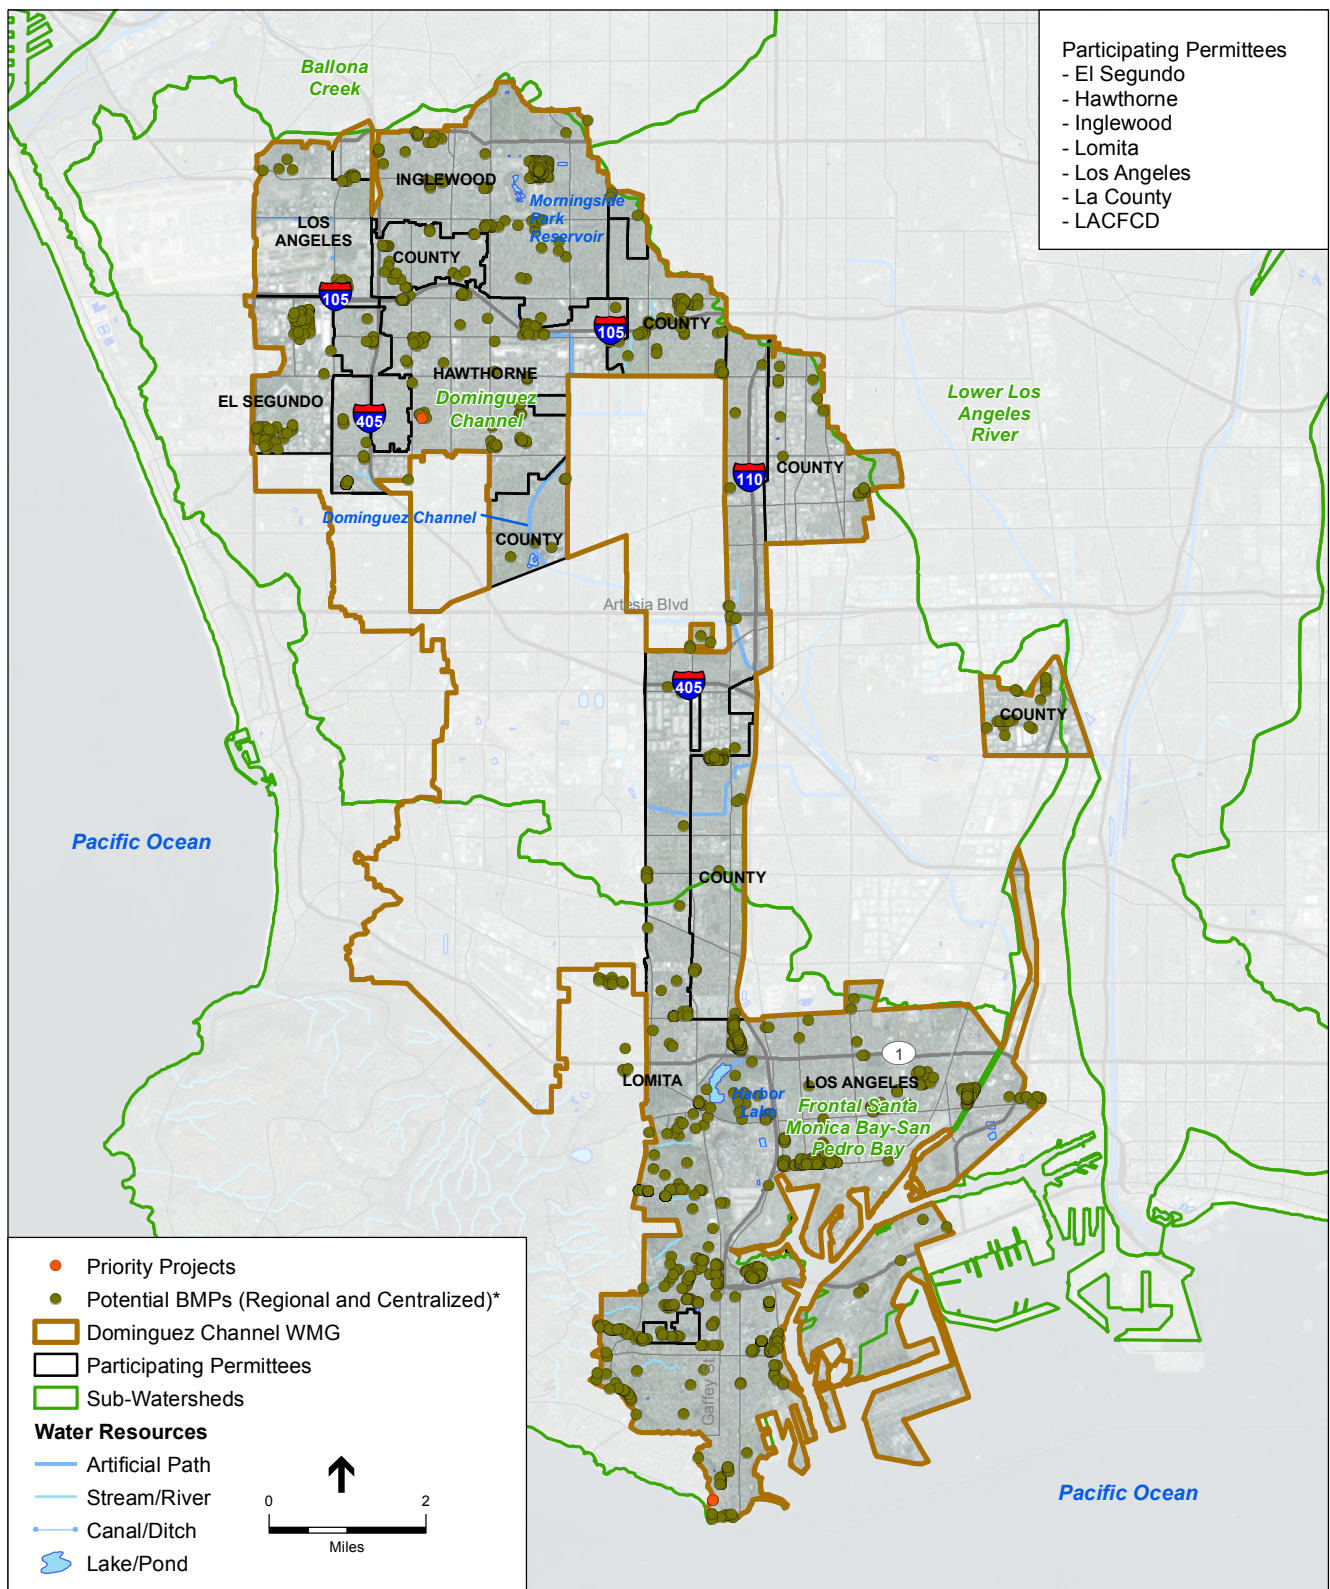 Participating Permittees
- El Segundo
- Hawthorne
- Inglewood
- Lomita
- Los Angeles
- La County
- LACFCD
Ballona
Creek
INGLEWOOD
Morningside
Park
Reservoir
LOS
ANGELES
COUNTY
105
105
COUNTY
HAWTHORNE
EL SEGUNDO
Dominguez
Channel
405
Lower Los
Angeles
River
COUNTY
110
Dominguez Channel
COUNTY
Artesia Blvd
405
COUNTY
Pacific Ocean
COUNTY
1
LOMITA
LOS ANGELES
Harbor
Lake
Frontal Santa
Monica Bay-San
Pedro Bay
Gaffey St
Pacific Ocean
Priority Projects
Potential BMPs (Regional and Centralized)*
Dominguez Channel WMG
Participating Permittees
Sub-Watersheds
Water Resources
Artificial Path
Stream/River
Canal/Ditch
Lake/Pond
0 2
Miles